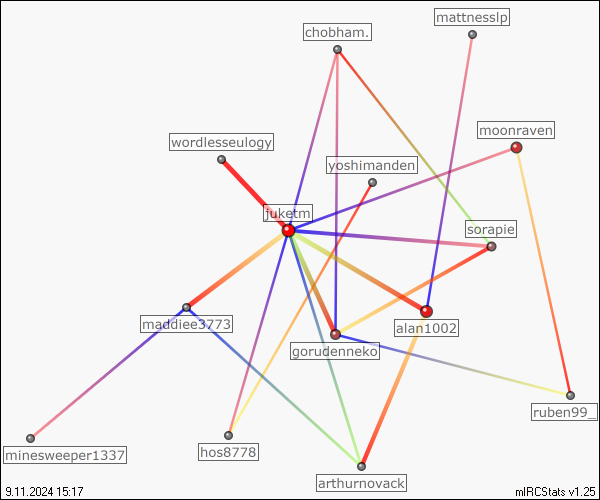 mattnesslp
chobham.
moonraven
wordlesseulogy
yoshimanden
juketm
sorapie
maddiee3773
alan1002
gorudenneko
ruben99_
minesweeper1337
hos8778
arthurnovack
9.11.2024 15:17
mIRCStats v1.25